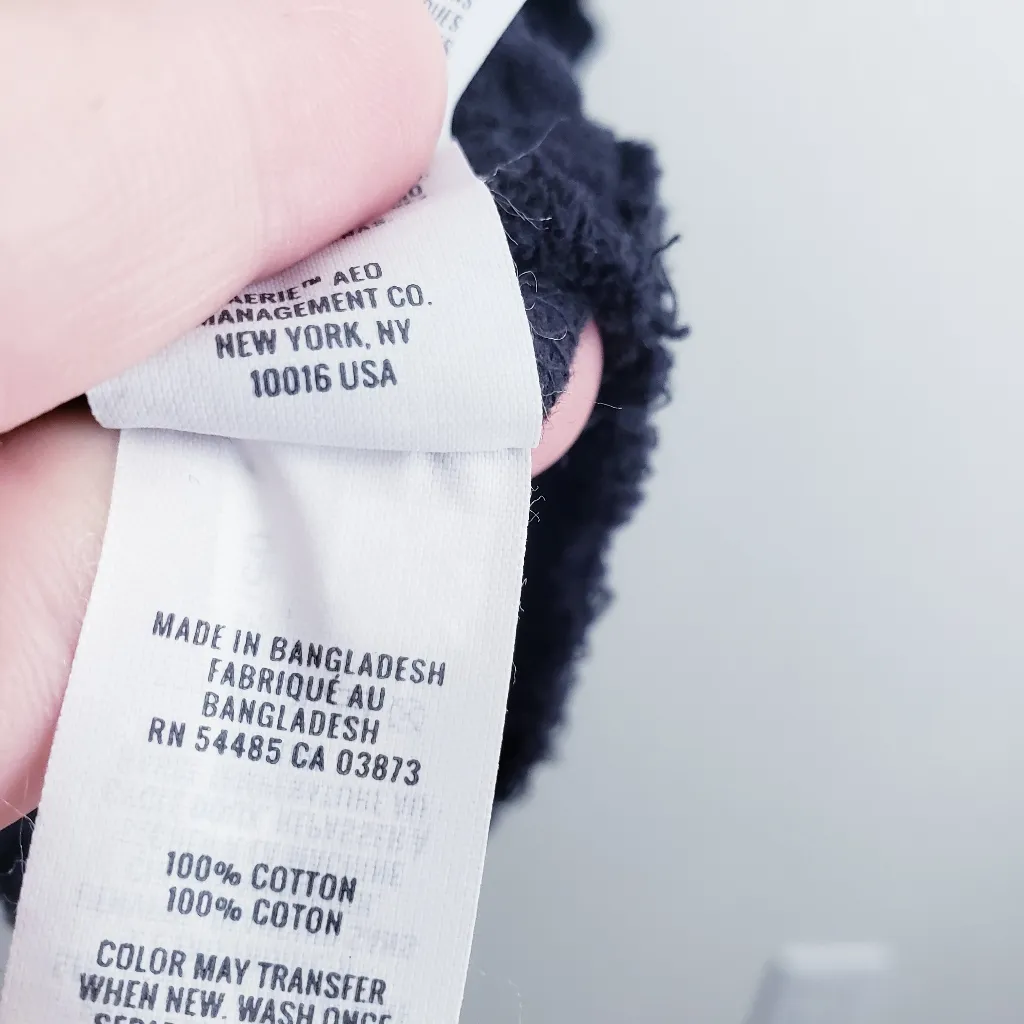 AERIE™ AEO
MANAGEMENT CO.
NEW YORK, NY
10016 USA
MADE IN BANGLADESH
FABRIQUÉ AU
BANGLADESH
RN 54485 CA 03873
100% COTTON
100% COTON
COLOR MAY TRANSFER
WHEN NEW. WASH ONCE